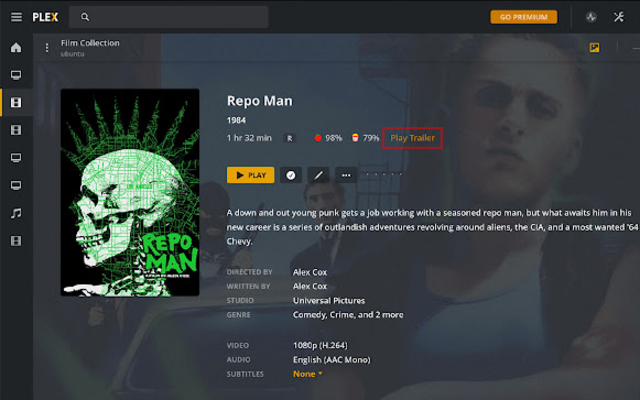 PLEX
GO PREMIUM
Film Collection
ubuntu
Repo Man
1984
1 hr 32 min R 98% 79% Play Trailer
PLAY
A down and out young punk gets a job working with a seasoned repo man, but what awaits him in his
new career is a series of outlandish adventures revolving around aliens, the CIA, and a most wanted '64
Chevy.
DIRECTED BY Alex Cox
WRITTEN BY Alex Cox
STUDIO Universal Pictures
GENRE Comedy, Crime, and 2 more
VIDEO 1080p (H.264)
AUDIO English (AAC Mono)
SUBTITLES None
LOS ANGELES
REPO
MAN